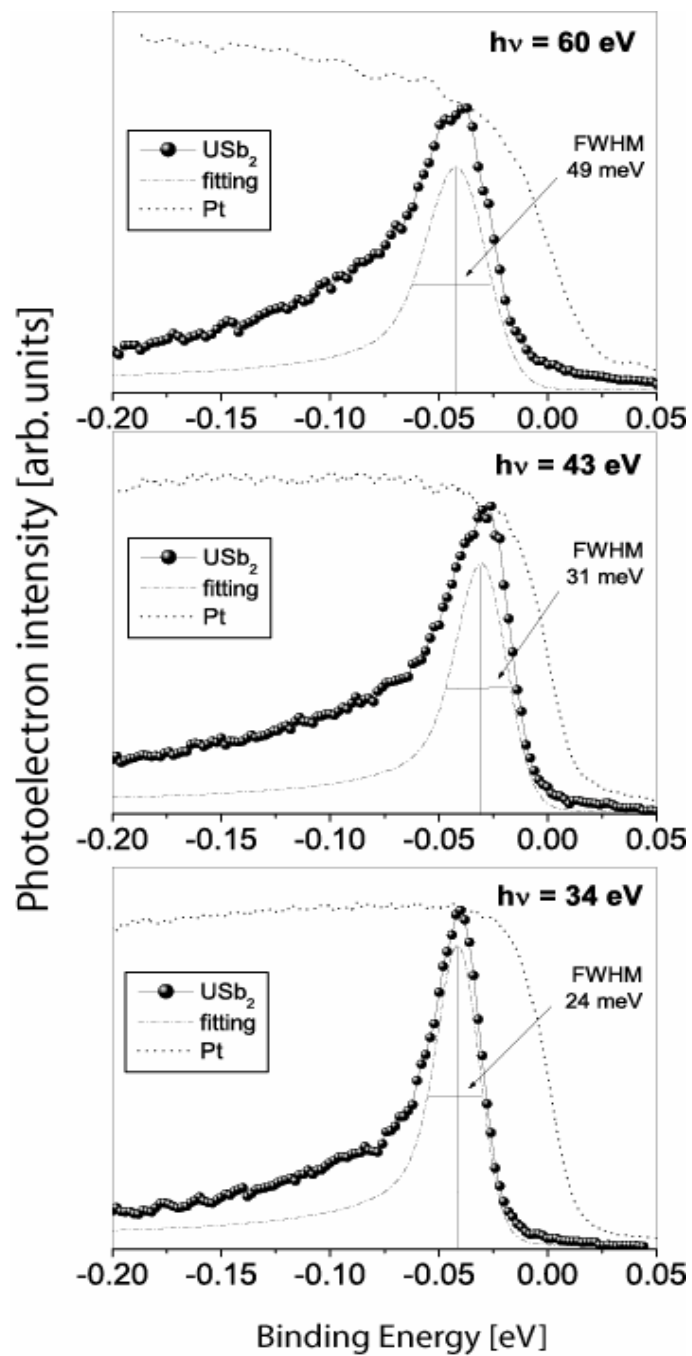 Photoelectron intensity [arb. units]
hν = 60 eV
USb₂
fitting
Pt
FWHM
49 meV
-0.20 -0.15 -0.10 -0.05 0.00 0.05
hν = 43 eV
USb₂
fitting
Pt
FWHM
31 meV
-0.20 -0.15 -0.10 -0.05 0.00 0.05
hν = 34 eV
USb₂
fitting
Pt
FWHM
24 meV
-0.20 -0.15 -0.10 -0.05 0.00 0.05
Binding Energy [eV]